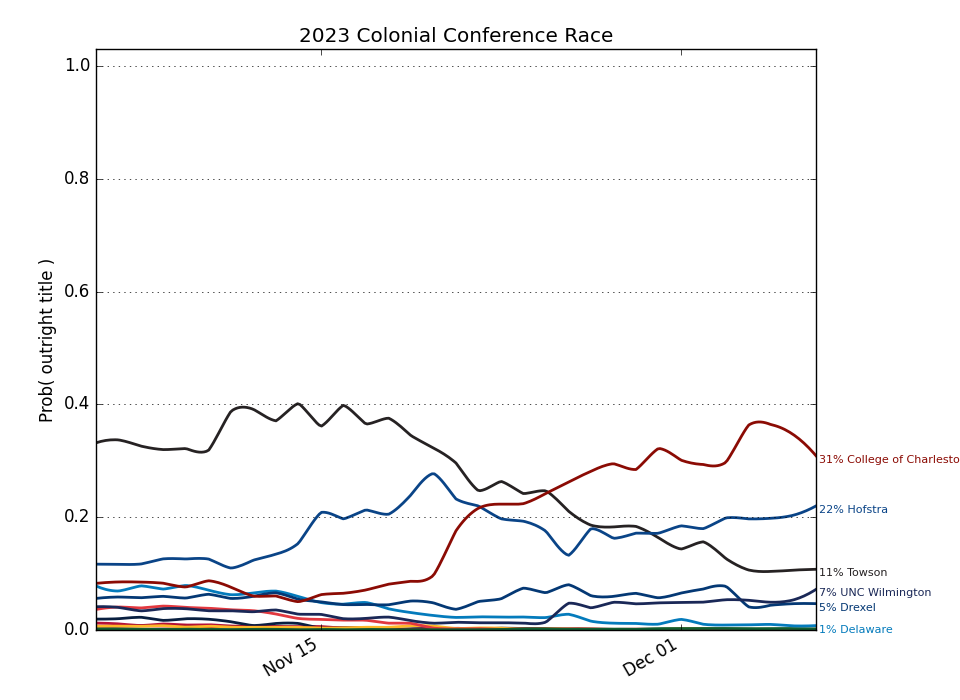 2023 Colonial Conference Race
1.0
0.8
0.6
0.4
0.2
0.0
Prob( outright title )
Nov 15
Dec 01
31% College of Charlesto
22% Hofstra
11% Towson
7% UNC Wilmington
5% Drexel
1% Delaware